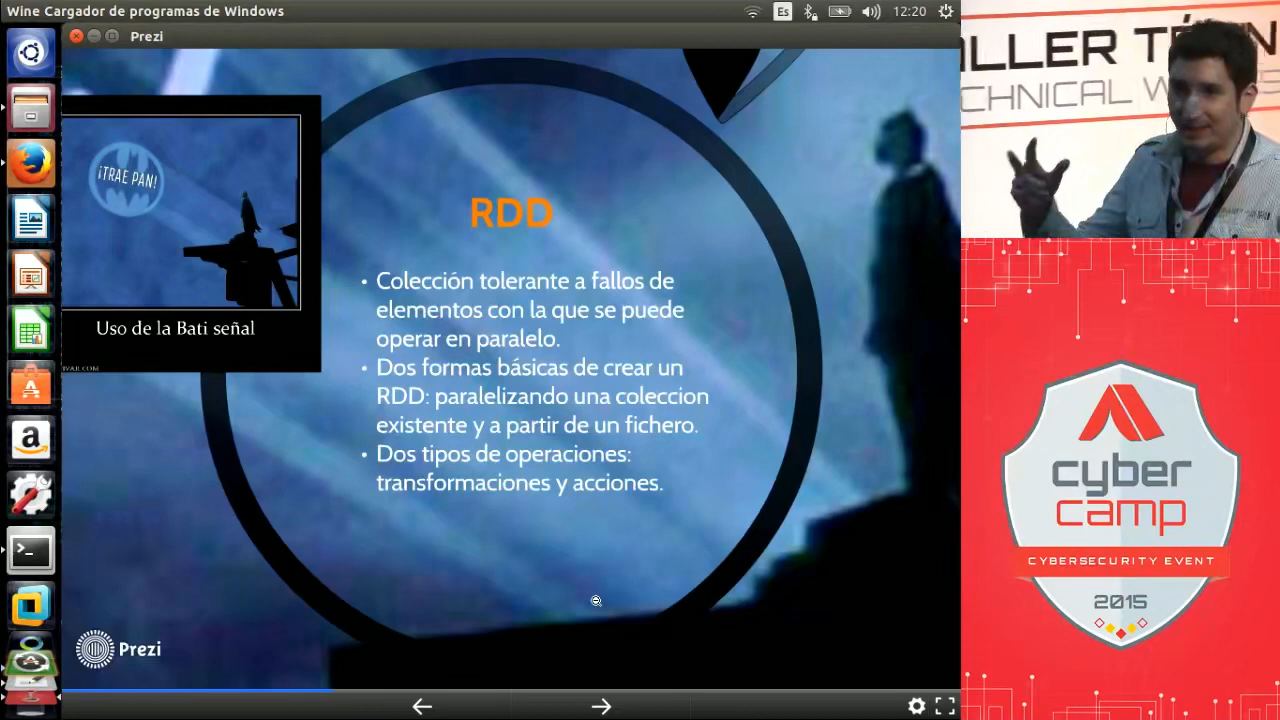 Wine Cargador de programas de Windows
Es
12:20
Prezi
¡TRAE PAN!
Uso de la Bati señal
RDD
• Colección tolerante a fallos de
elementos con la que se puede
operar en paralelo.
• Dos formas básicas de crear un
RDD: paralelizando una coleccion
existente y a partir de un fichero.
• Dos tipos de operaciones:
transformaciones y acciones.
Prezi
cyber
camp
CYBERSECURITY EVENT
2015